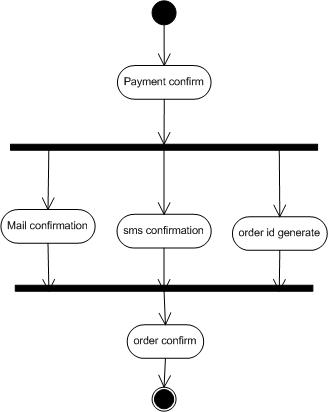 Payment confirm
Mail confirmation
sms confirmation
order id generate
order confirm